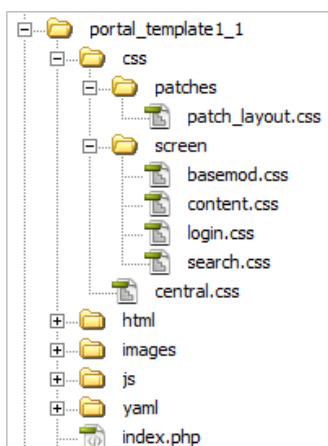 portal_template1_1
css
patches
patch_layout.css
screen
basemod.css
content.css
login.css
search.css
central.css
html
images
js
yaml
index.php